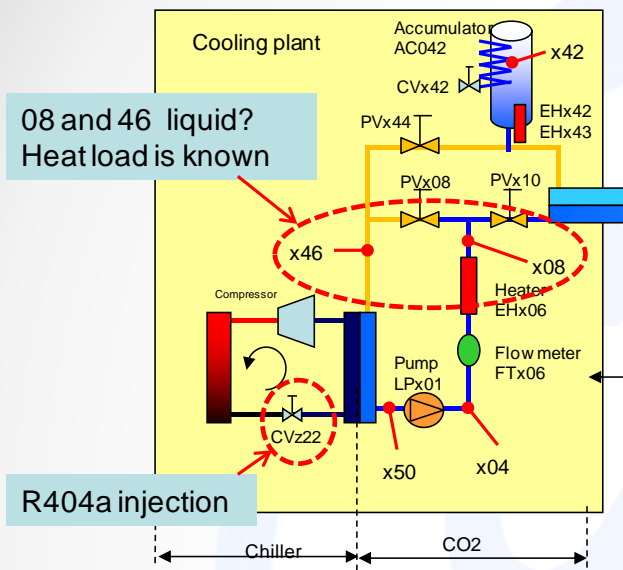 Cooling plant
Accumulator
AC042
x42
CVx42
EHx42
EHx43
PVx44
08 and 46 liquid?
Heat load is known
PVx08
PVx10
x46
x08
Heater
EHx06
Compressor
Flow meter
FTx06
Pump
LPx01
CVz22
x50
x04
R404a injection
Chiller
CO2